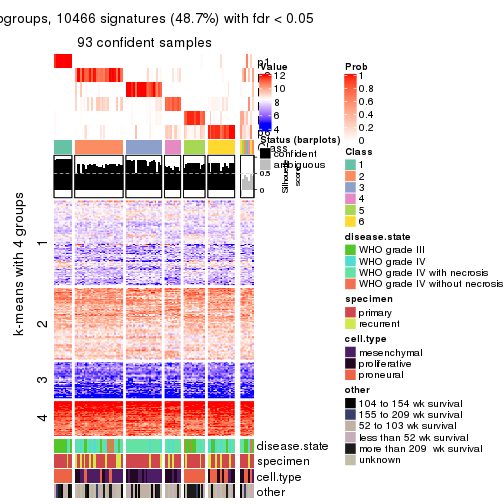 ogroups, 10466 signatures (48.7%) with fdr < 0.05
93 confident samples
k-means with 4 groups
1
2
3
4
disease.state
specimen
cell.type
other
Value
12
10
8
6
4
Status (barplots)
confident
ambiguous
0.5
0
Silhouette
score
Prob
1
0.8
0.6
0.4
0.2
0
Class
1
2
3
4
5
6
disease.state
WHO grade III
WHO grade IV
WHO grade IV with necrosis
WHO grade IV without necrosis
specimen
primary
recurrent
cell.type
mesenchymal
proliferative
proneural
other
104 to 154 wk survival
155 to 209 wk survival
52 to 103 wk survival
less than 52 wk survival
more than 209 wk survival
unknown